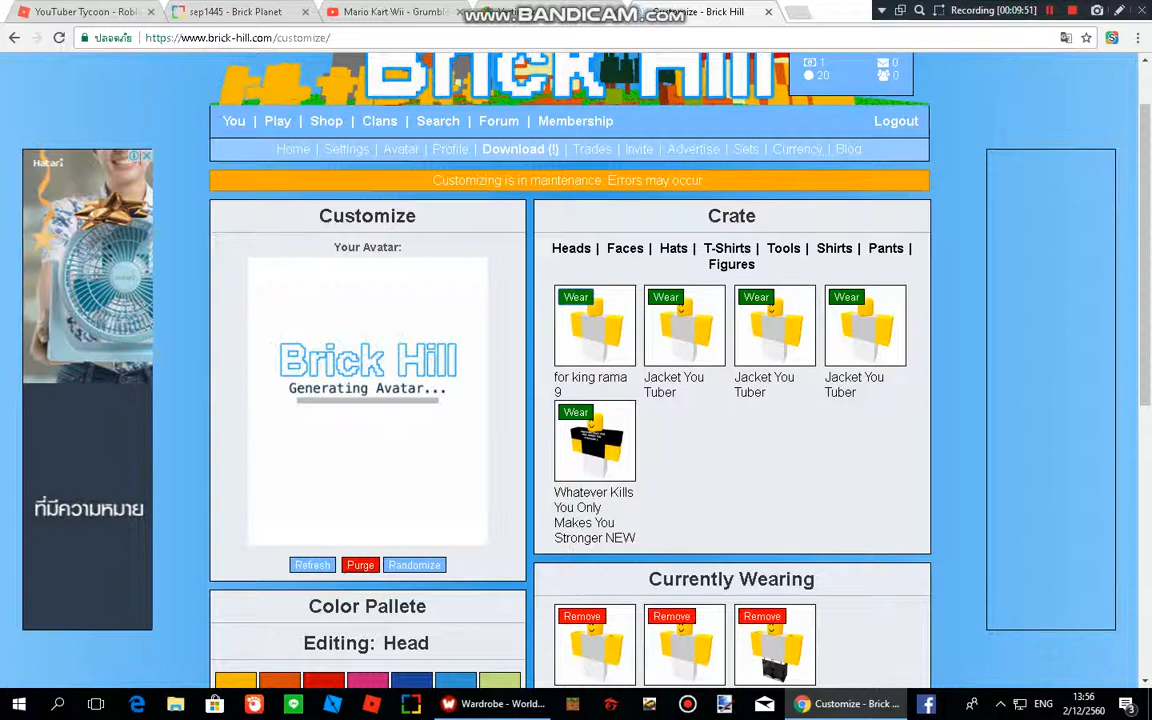 YouTuber Tycoon - Robl
sep1445 - Brick Planet
Mario Kart Wii - Grumbl
Customize - Brick Hill
www.BANDICAM.com
Recording [00:09:51]
ปลอดภัย
https://www.brick-hill.com/customize/
Brick Hill
1
0
20
0
You | Play | Shop | Clans | Search | Forum | Membership
Logout
Home | Settings | Avatar | Profile | Download (!) | Trades | Invite | Advertise | Sets | Currency | Blog
Customizing is in maintenance. Errors may occur
Hatari
ที่มีความหมาย
Customize
Your Avatar:
Brick Hill
Generating Avatar...
Refresh
Purge
Randomize
Color Pallete
Editing: Head
Crate
Heads | Faces | Hats | T-Shirts | Tools | Shirts | Pants |
Figures
Wear
Wear
Wear
Wear
for king rama
9
Jacket You
Tuber
Jacket You
Tuber
Jacket You
Tuber
Wear
Whatever Kills
You Only
Makes You
Stronger NEW
Currently Wearing
Remove
Remove
Remove
Wardrobe - World...
Customize - Brick ...
ENG
13:56
2/12/2560
3